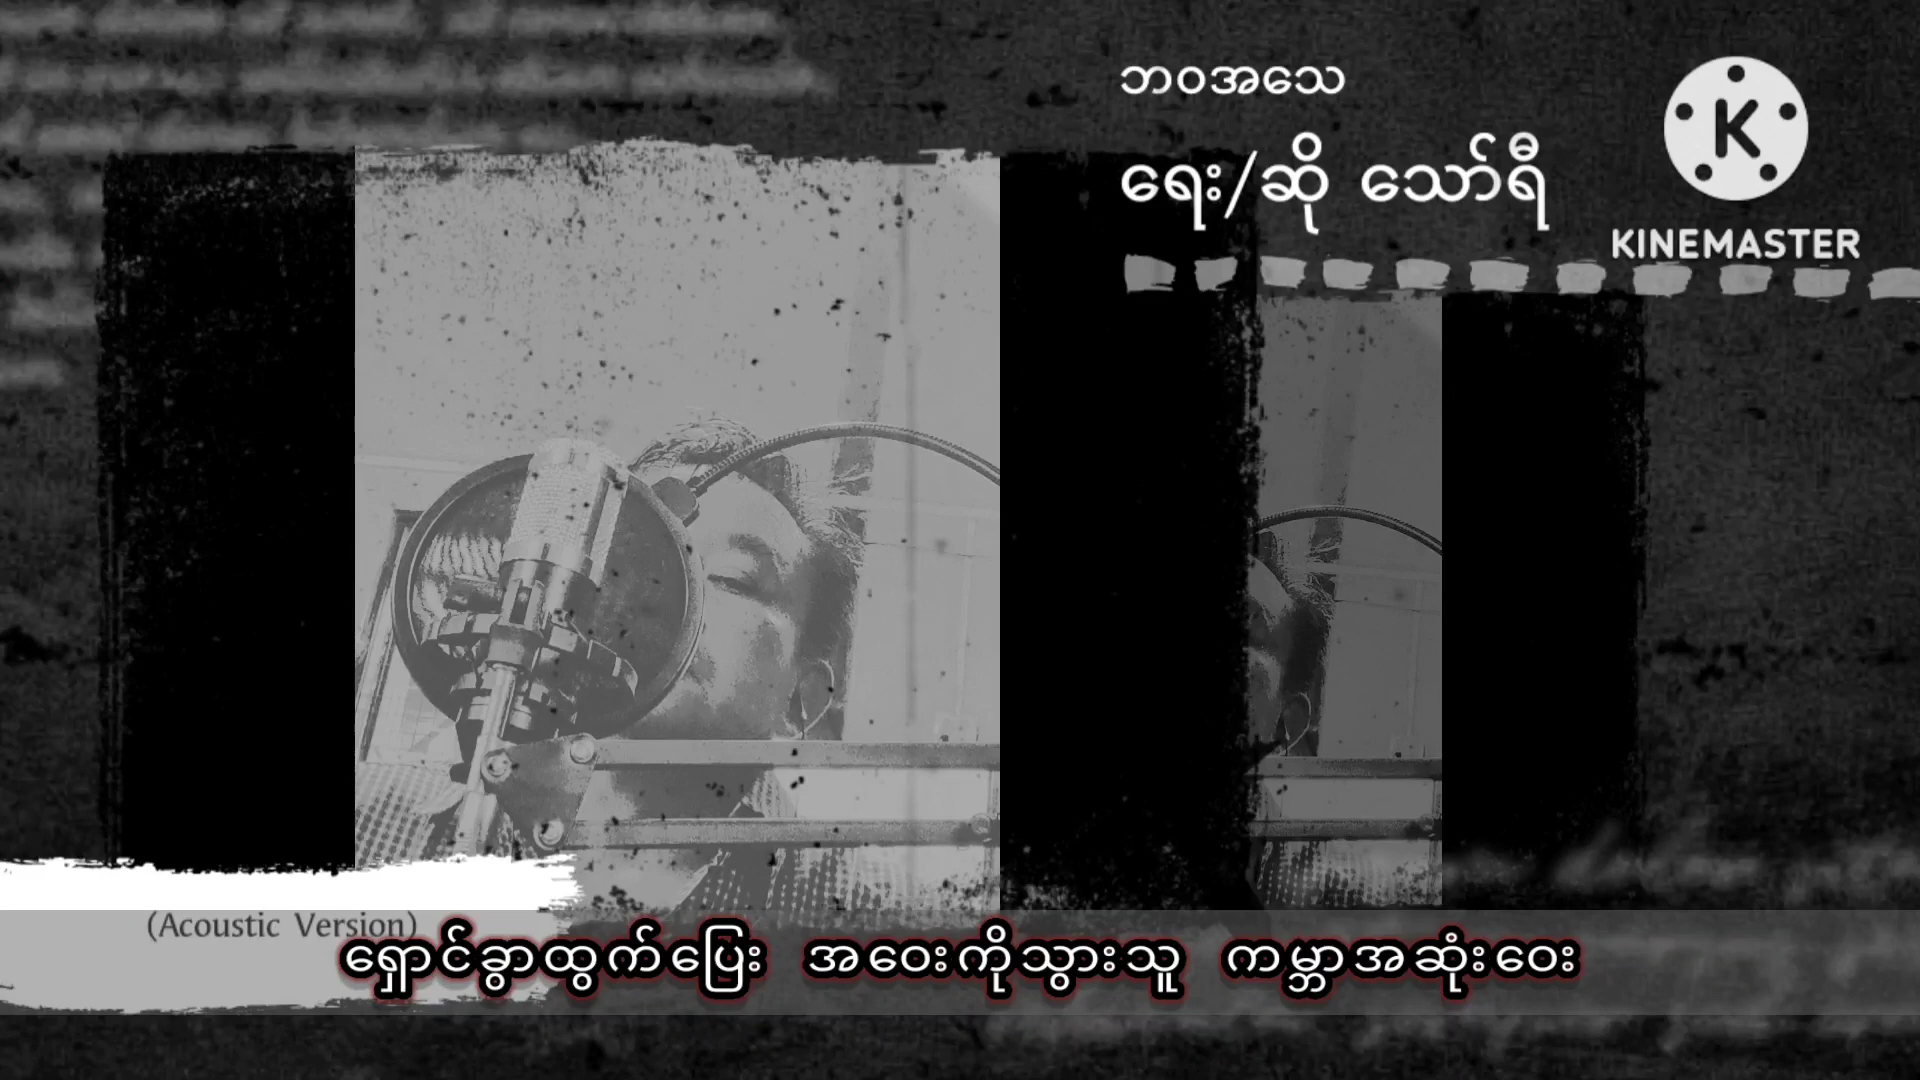 ဘဝအသေ
ရေး/ဆို သော်ရီ
KINEMASTER
(Acoustic Version)
ရှောင်ခွာထွက်ပြေး အဝေးကိုသွားသူ ကမ္ဘာအဆုံးဝေး